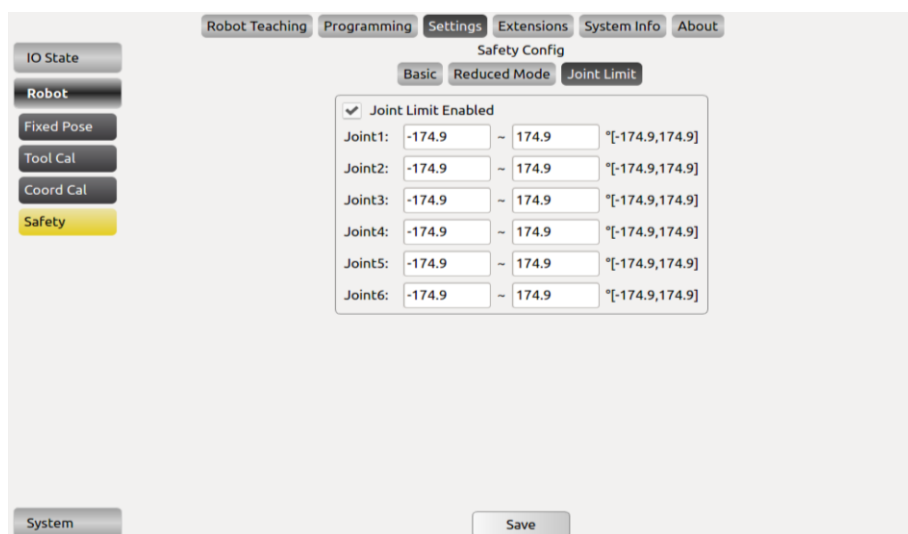 Robot Teaching Programming Settings Extensions System Info About
Safety Config
IO State
Basic Reduced Mode Joint Limit
Robot
Joint Limit Enabled
Fixed Pose
Joint1: -174.9 ~ 174.9 °[-174.9,174.9]
Tool Cal
Joint2: -174.9 ~ 174.9 °[-174.9,174.9]
Coord Cal
Joint3: -174.9 ~ 174.9 °[-174.9,174.9]
Safety
Joint4: -174.9 ~ 174.9 °[-174.9,174.9]
Joint5: -174.9 ~ 174.9 °[-174.9,174.9]
Joint6: -174.9 ~ 174.9 °[-174.9,174.9]
System
Save